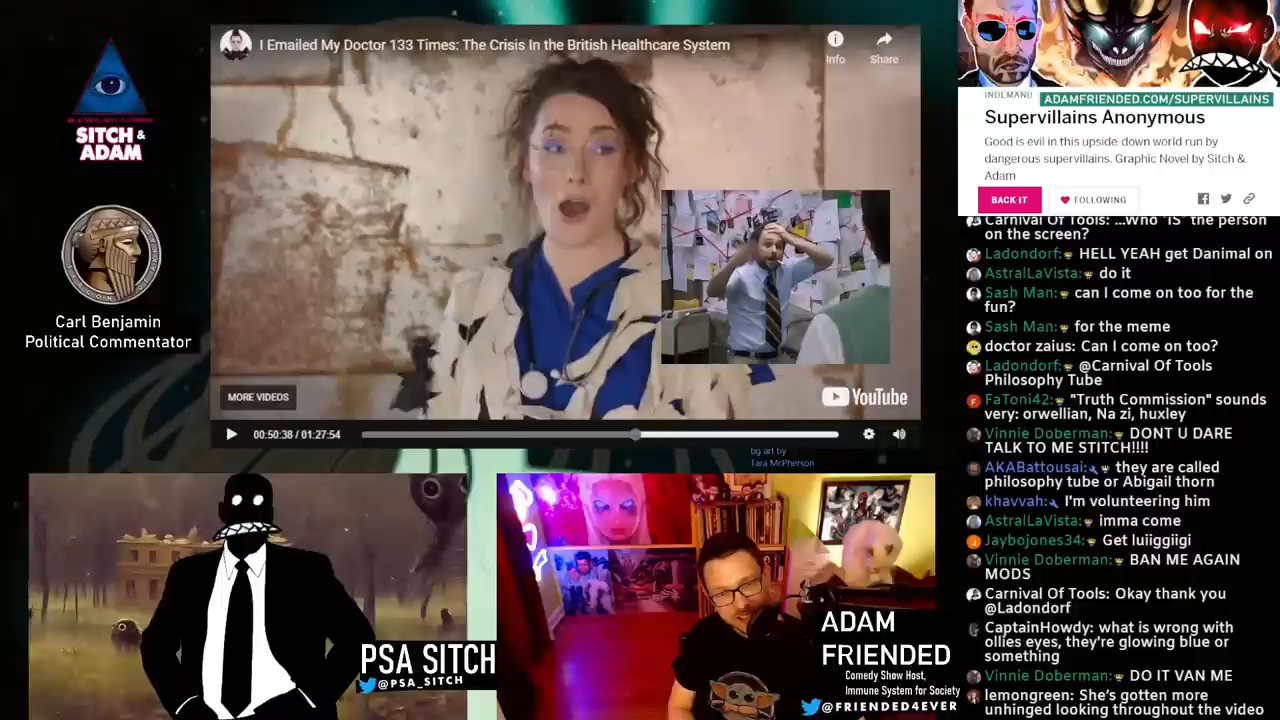 I Emailed My Doctor 133 Times: The Crisis In the British Healthcare System
Info
Share
SITCH &
ADAM
Carl Benjamin
Political Commentator
MORE VIDEOS
YouTube
00:50:38 / 01:27:54
bg art by
Tara McPherson
PSA SITCH
@PSA_SITCH
ADAM
FRIENDED
Comedy Show Host,
Immune System for Society
@FRIENDED4EVER
INDEMAND
ADAMFRIENDED.COM/SUPERVILLAINS
Supervillains Anonymous
Good is evil in this upside-down world run by
dangerous supervillains. Graphic Novel by Sitch &
Adam
BACK IT
FOLLOWING
Carnival Of Tools: ...Who "IS" the person
on the screen?
Ladondorf: HELL YEAH get Danimal on
AstralLaVista: do it
Sash Man: can I come on too for the
fun?
Sash Man: for the meme
doctor zaius: Can I come on too?
Ladondorf: @Carnival Of Tools
Philosophy Tube
FaToni42: "Truth Commission" sounds
very: orwellian, Na zi, huxley
Vinnie Doberman: DONT U DARE
TALK TO ME STITCH!!!!
AKABattousai: they are called
philosophy tube or Abigail thorn
khavvah: I'm volunteering him
AstralLaVista: imma come
Jaybojones34: Get luiiggiigi
Vinnie Doberman: BAN ME AGAIN
MODS
Carnival Of Tools: Okay thank you
@Ladondorf
CaptainHowdy: what is wrong with
ollies eyes, they're glowing blue or
something
Vinnie Doberman: DO IT VAN ME
lemongreen: She's gotten more
unhinged looking throughout the video